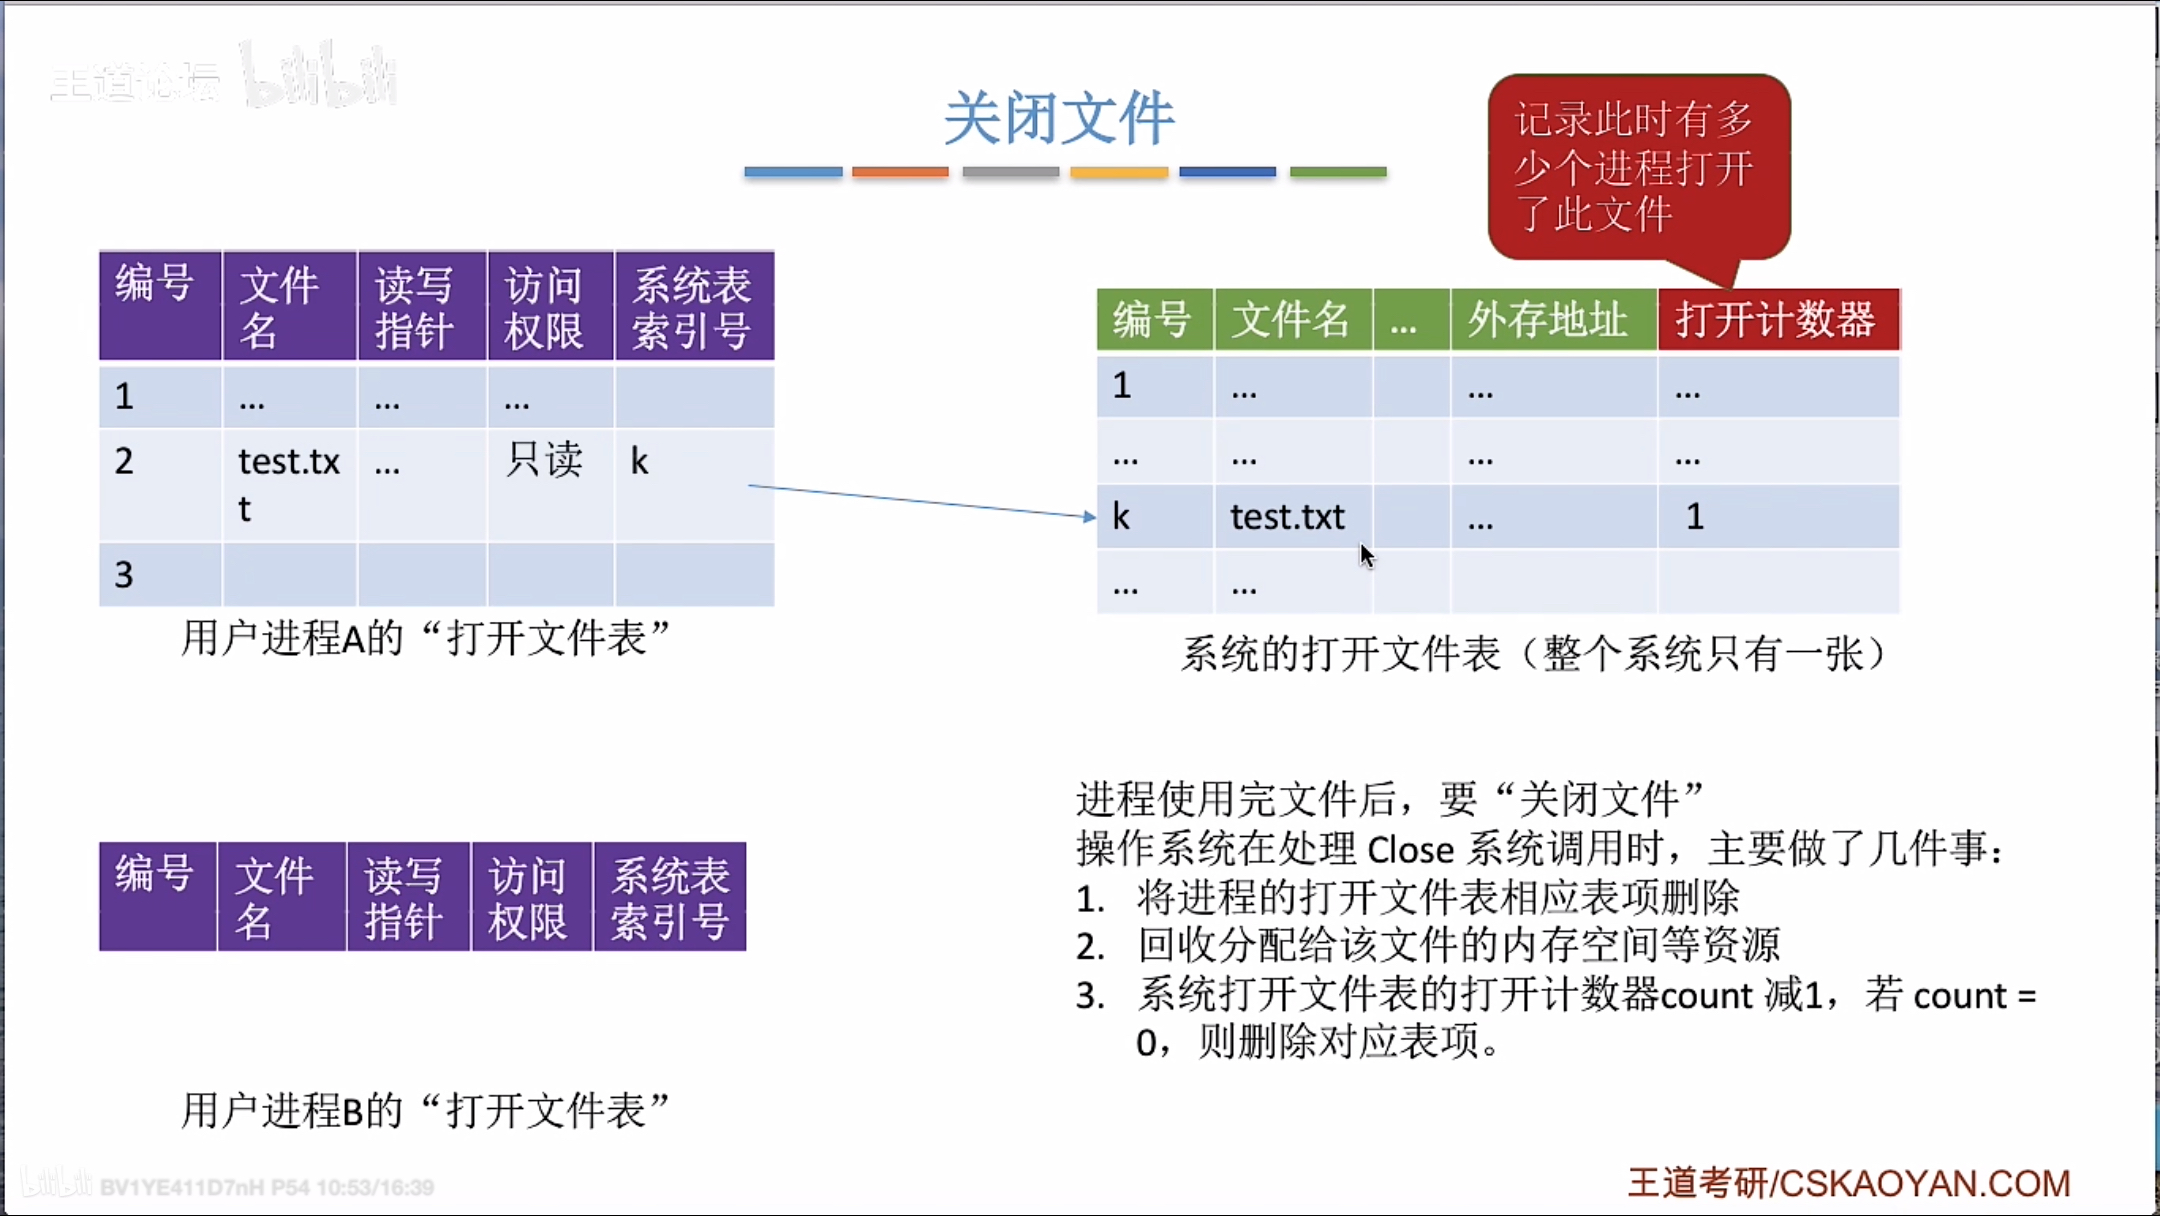 王道论坛 bilibili
关闭文件
记录此时有多
少个进程打开
了此文件
编号 文件名 读写指针 访问权限 系统表索引号
1 ... ... ...
2 test.txt ... 只读 k
3
用户进程A的“打开文件表”
编号 文件名 ... 外存地址 打开计数器
1 ... ... ...
... ... ... ...
k test.txt ... 1
... ...
系统的打开文件表（整个系统只有一张）
编号 文件名 读写指针 访问权限 系统表索引号
用户进程B的“打开文件表”
进程使用完文件后，要“关闭文件”
操作系统在处理 Close 系统调用时，主要做了几件事：
1. 将进程的打开文件表相应表项删除
2. 回收分配给该文件的内存空间等资源
3. 系统打开文件表的打开计数器count 减1，若 count =
0，则删除对应表项。
bilibili BV1YE411D7nH P54 10:53/16:39
王道考研/CSKAOYAN.COM